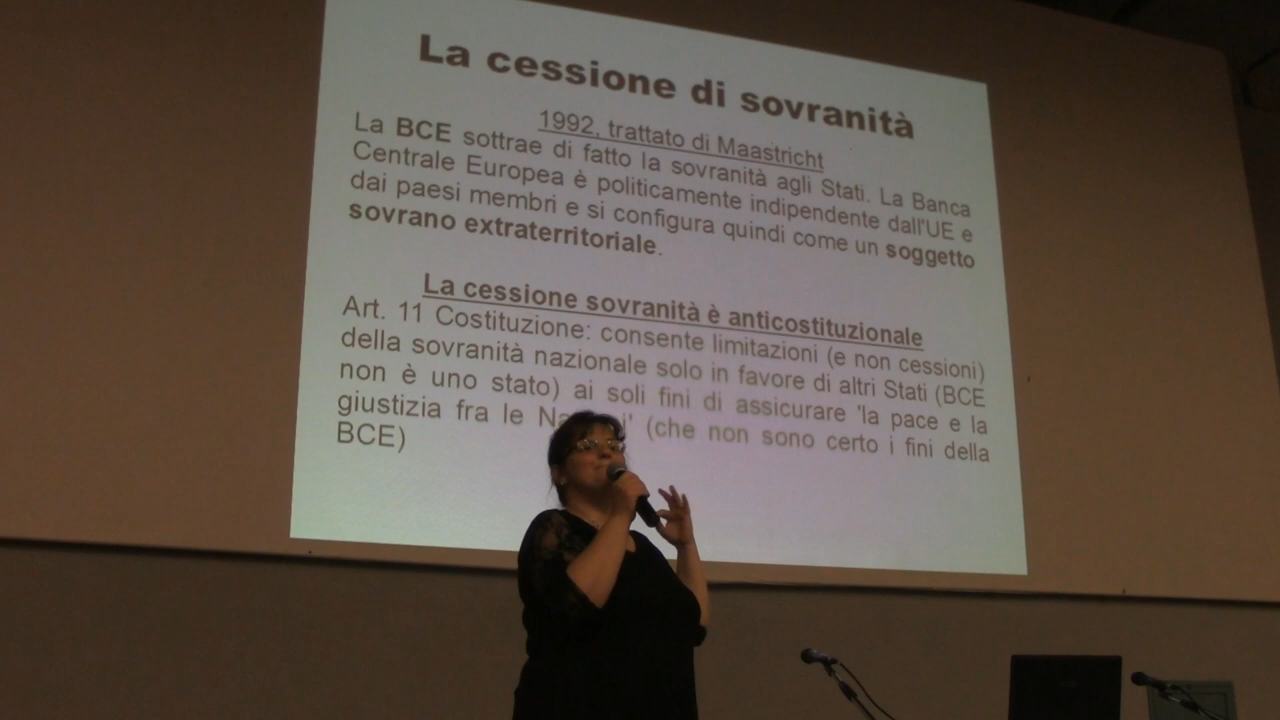 La cessione di sovranità
1992, trattato di Maastricht
La BCE sottrae di fatto la sovranità agli Stati. La Banca
Centrale Europea è politicamente indipendente dall'UE e
dai paesi membri e si configura quindi come un soggetto
sovrano extraterritoriale.
La cessione sovranità è anticostituzionale
Art. 11 Costituzione: consente limitazioni (e non cessioni)
della sovranità nazionale solo in favore di altri Stati (BCE
non è uno stato) ai soli fini di assicurare 'la pace e la
giustizia fra le (che non sono certo i fini della
BCE)